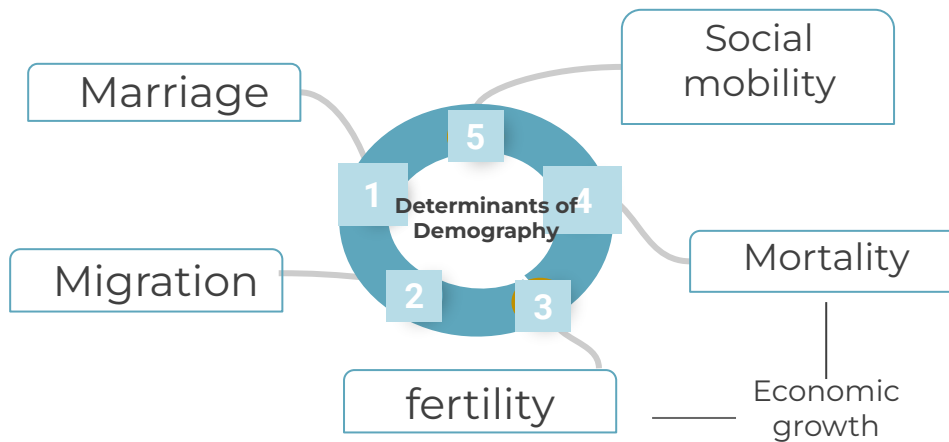 Social
mobility
Marriage
5
1
4
Determinants of
Demography
Mortality
Migration
2
3
fertility
Economic
growth